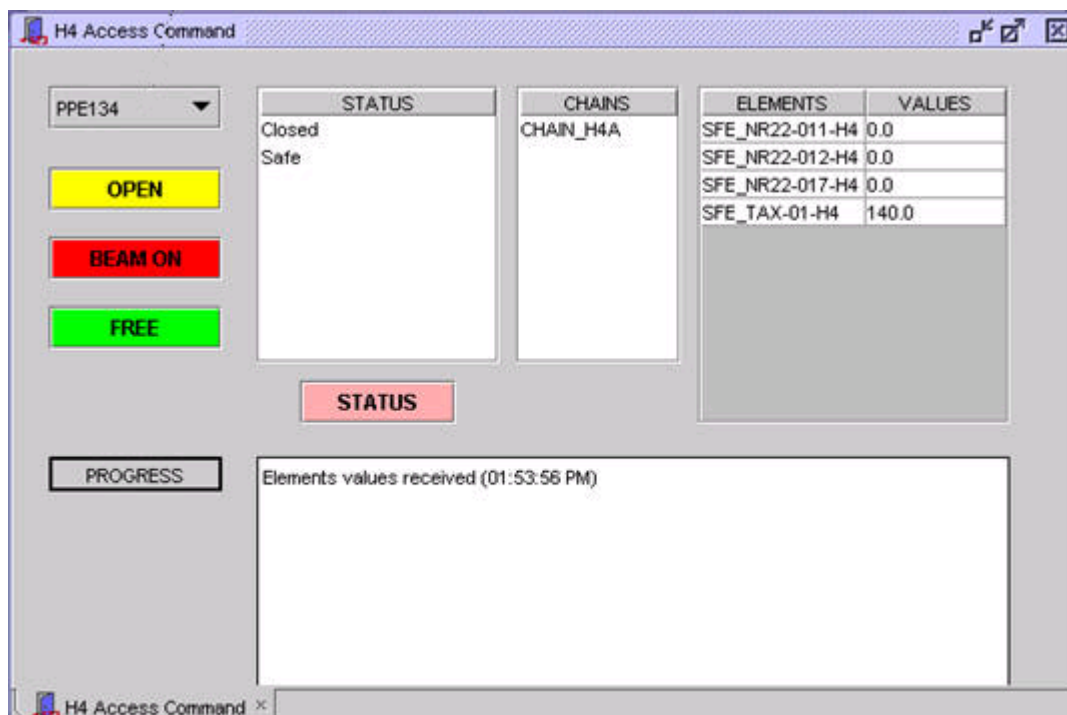 H4 Access Command
PPE134
OPEN
BEAM ON
FREE
STATUS
Closed
Safe
CHAINS
CHAIN_H4A
ELEMENTS VALUES
SFE_NR22-011-H4 0.0
SFE_NR22-012-H4 0.0
SFE_NR22-017-H4 0.0
SFE_TAX-01-H4 140.0
STATUS
PROGRESS
Elements values received (01:53:56 PM)
H4 Access Command